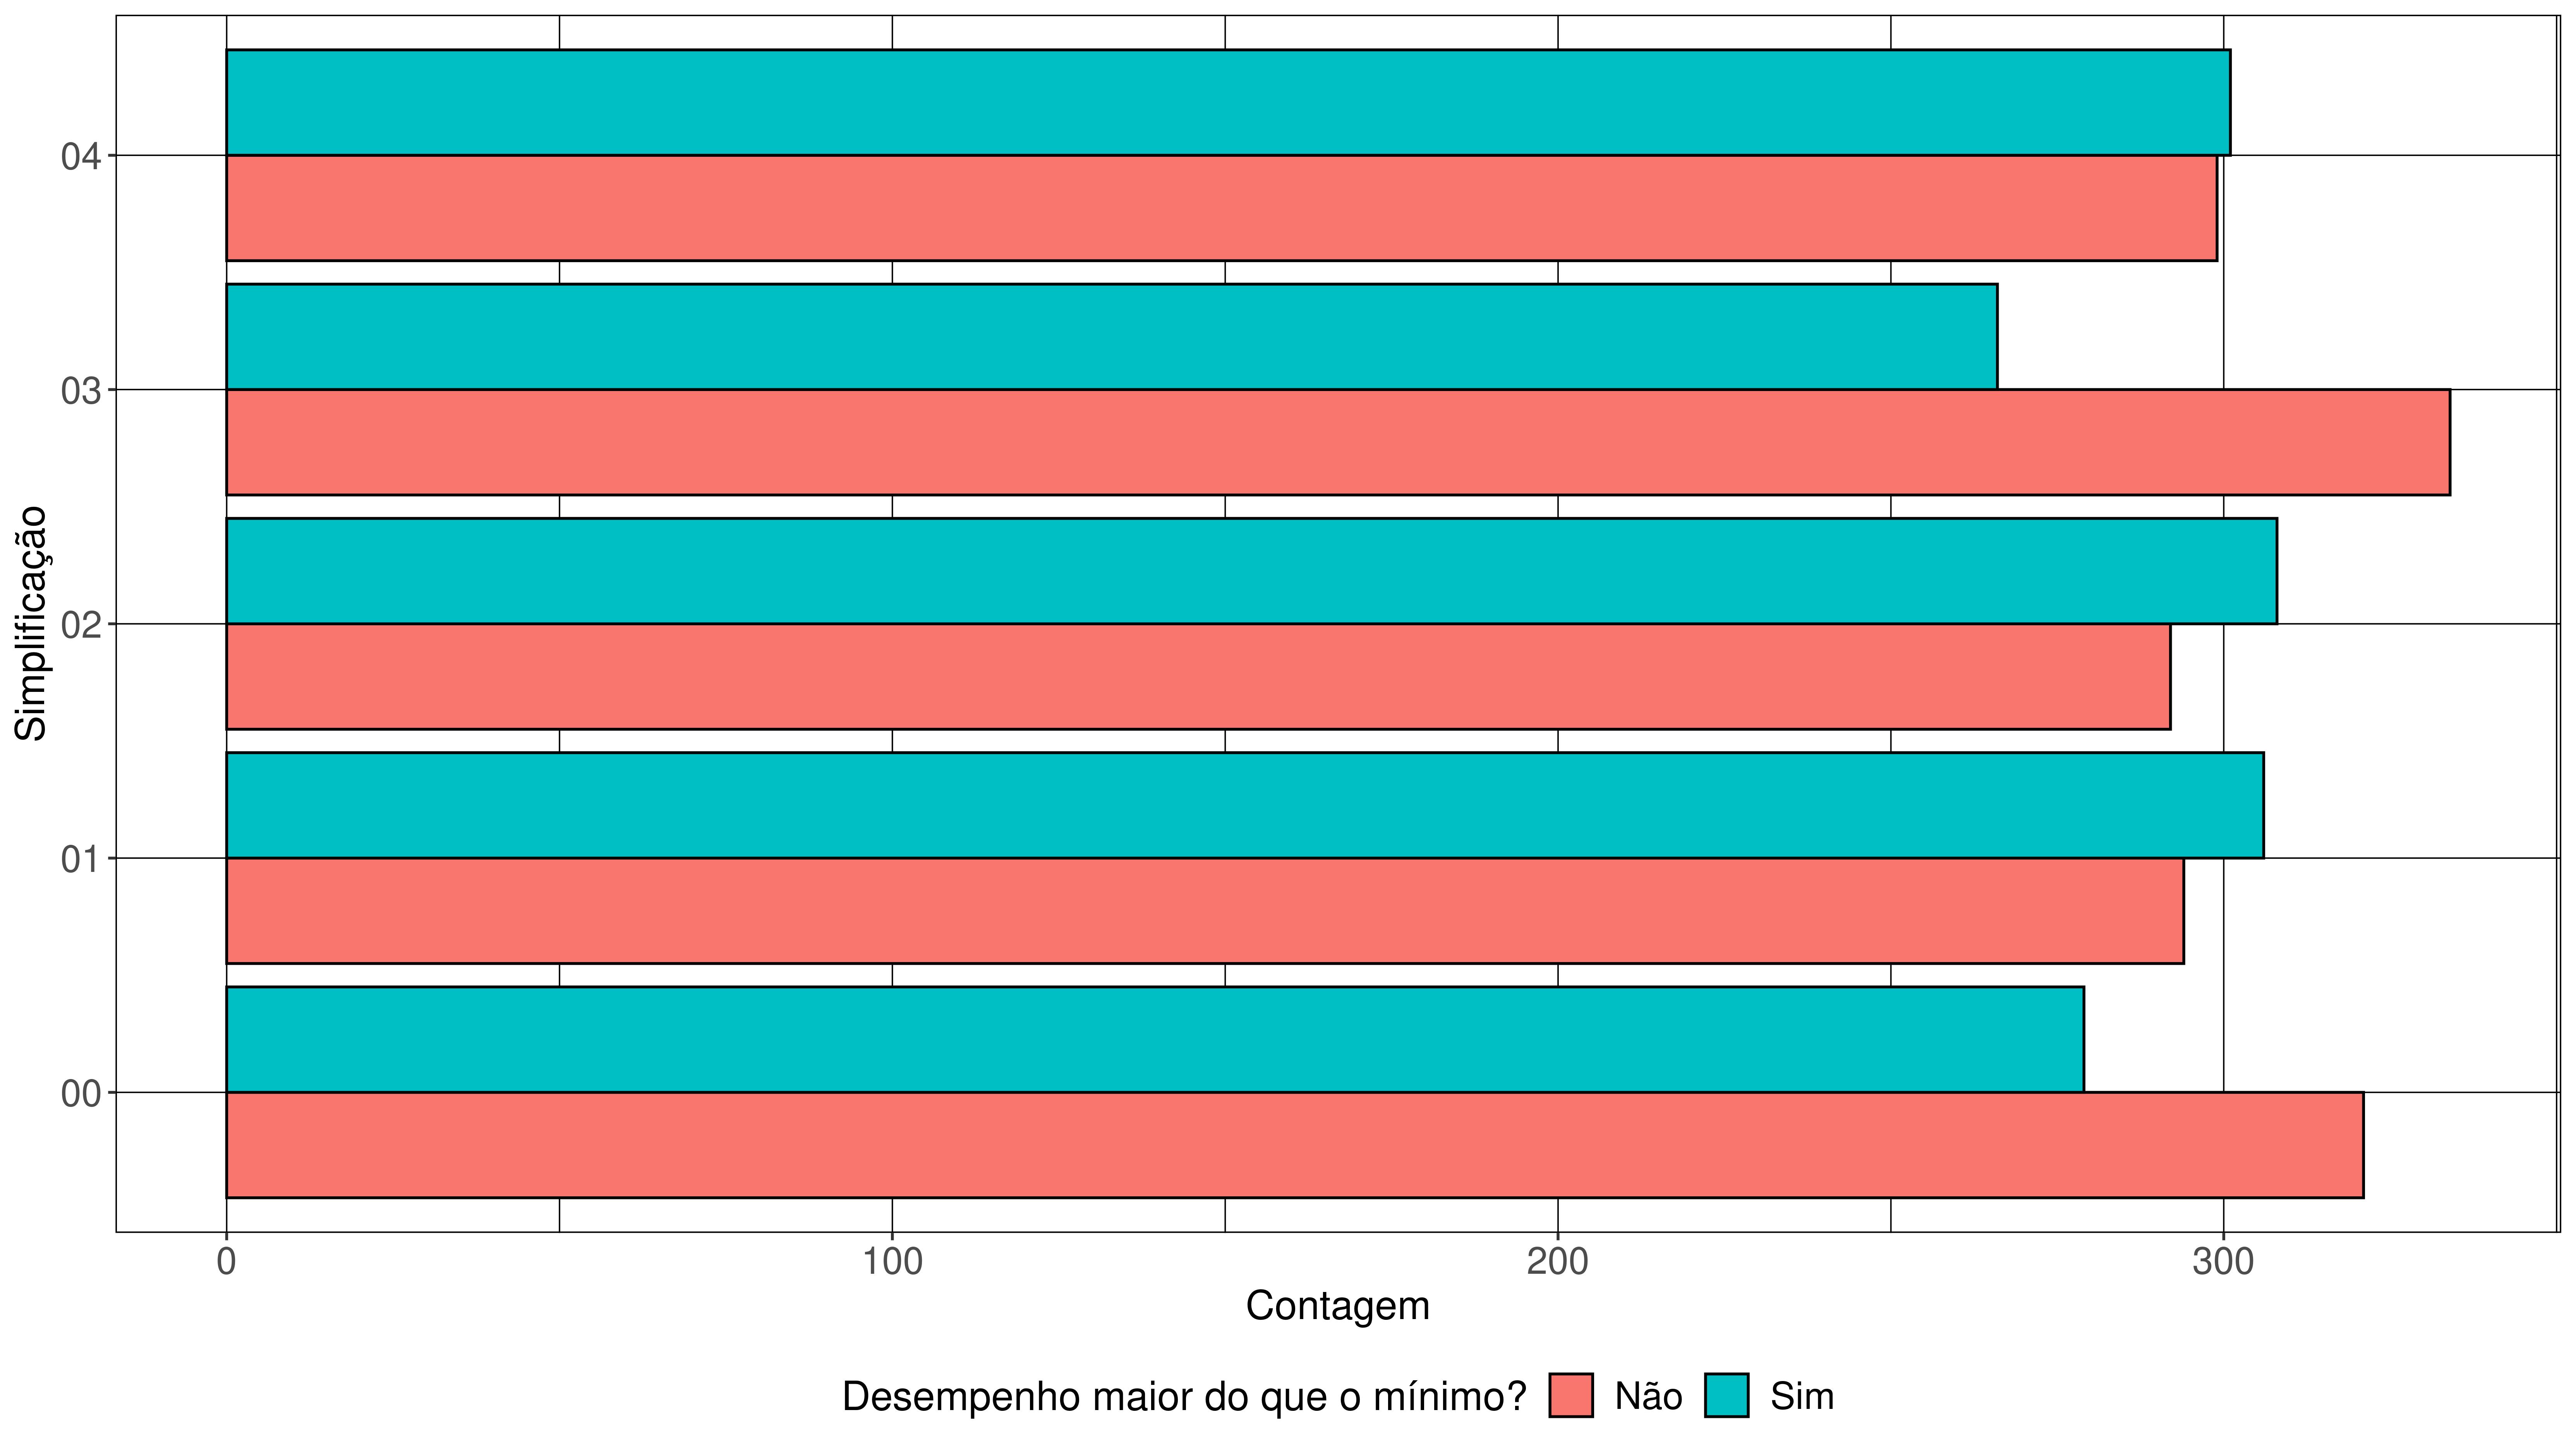 Simplificação
04
03
02
01
00
0 100 200 300
Contagem
Desempenho maior do que o mínimo? Não Sim